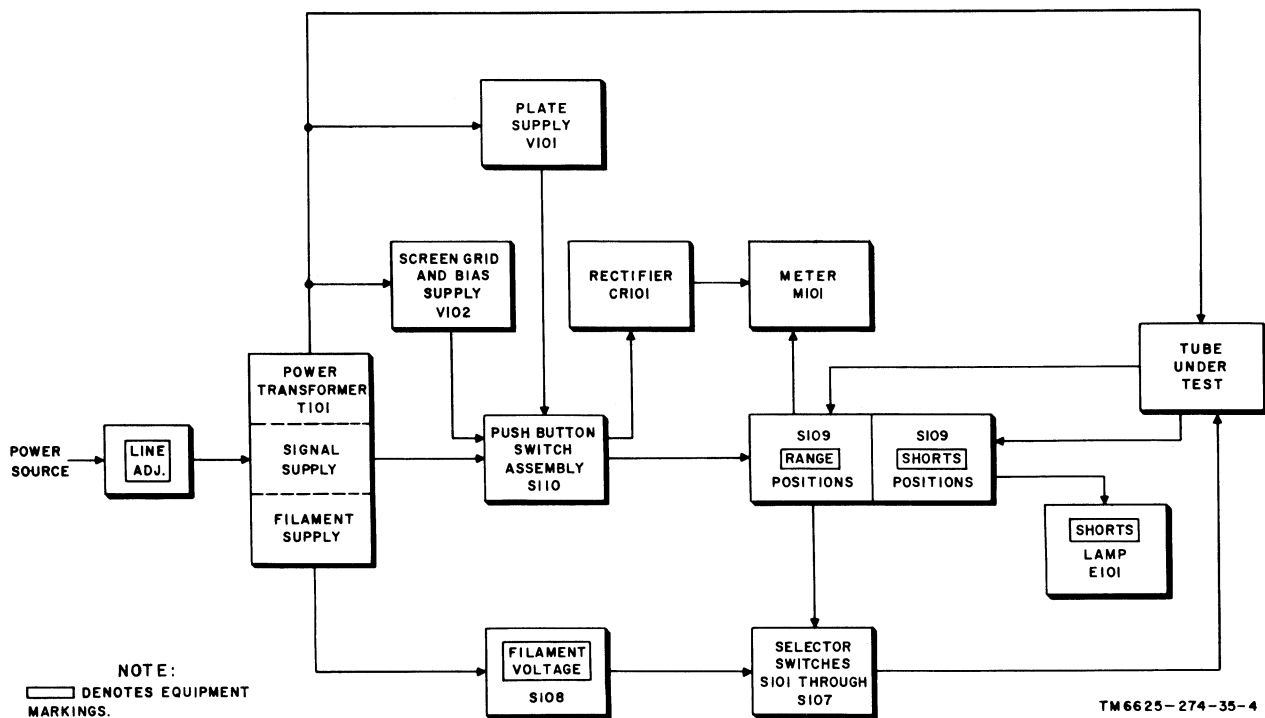 PLATE
SUPPLY
V101
SCREEN GRID
AND BIAS
SUPPLY
V102
RECTIFIER
CR101
METER
M101
TUBE
UNDER
TEST
POWER
TRANSFORMER
T101
SIGNAL
SUPPLY
FILAMENT
SUPPLY
POWER
SOURCE
LINE
ADJ.
PUSH BUTTON
SWITCH
ASSEMBLY
S110
S109
RANGE
POSITIONS
S109
SHORTS
POSITIONS
SHORTS
LAMP
E101
FILAMENT
VOLTAGE
S108
SELECTOR
SWITCHES
S101 THROUGH
S107
NOTE:
DENOTES EQUIPMENT
MARKINGS.
TM6625-274-35-4